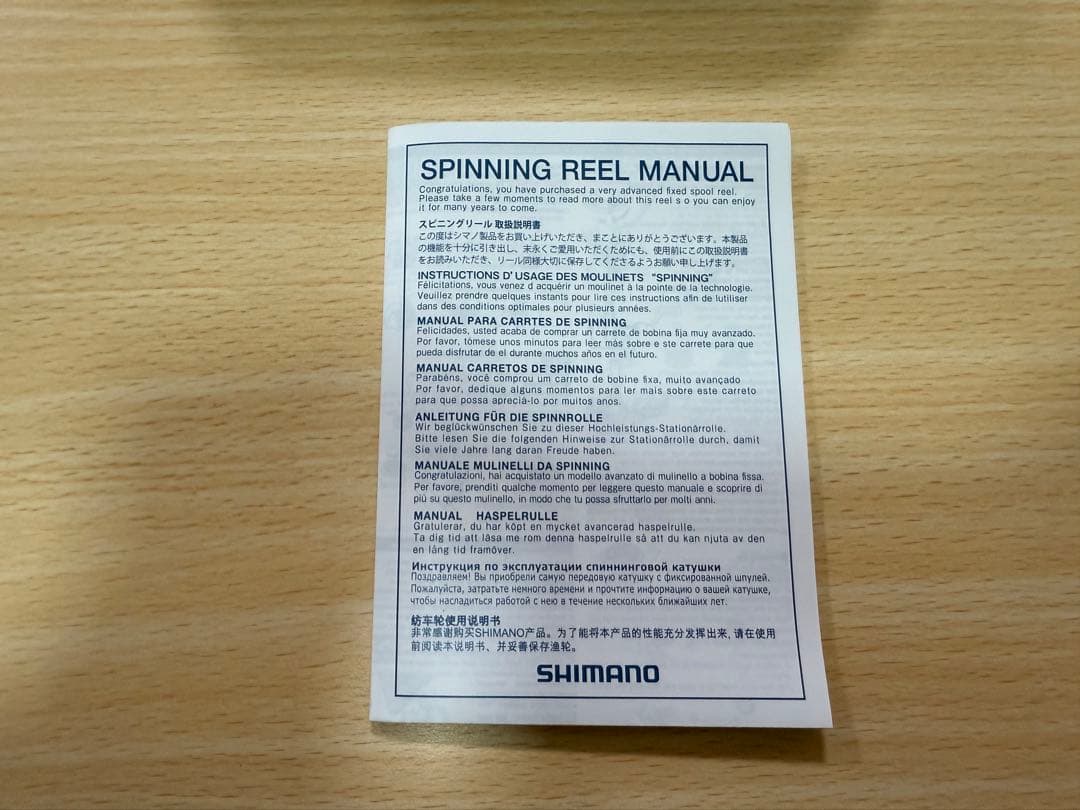 SPINNING REEL MANUAL
Congratulations, you have purchased a very advanced fixed spool reel.
Please take a few moments to read more about this reel s o you can enjoy
it for many years to come.
スピニングリール 取扱説明書
この度はシマノ製品をお買い上げいただき、まことにありがとうございます。本製品
の機能を十分に引き出し、末永くご愛用いただくためにも、使用前にこの取扱説明書
をお読みいただき、リール同様大切に保存してくださるようお願い申し上げます。
INSTRUCTIONS D' USAGE DES MOULINETS "SPINNING"
Félicitations, vous venez d acquérir un moulinet à la pointe de la technologie.
Veuillez prendre quelques instants pour lire ces instructions afin de lutiliser
dans des conditions optimales pour plusieurs années.
MANUAL PARA CARRTES DE SPINNING
Felicidades, usted acaba de comprar un carrete de bobina fija muy avanzado.
Por favor, tómese unos minutos para leer más sobre e ste carrete para que
pueda disfrutar de el durante muchos años en el futuro.
MANUAL CARRETOS DE SPINNING
Parabéns, você comprou um carreto de bobine fixa, muito avançado
Por favor, dedique alguns momentos para ler mais sobre este carreto
para que possa apreciá-lo por muitos anos.
ANLEITUNG FÜR DIE SPINNROLLE
Wir beglückwünschen Sie zu dieser Hochleistungs-Stationärrolle.
Bitte lesen Sie die folgenden Hinweise zur Stationärrolle durch, damit
Sie viele Jahre lang daran Freude haben.
MANUALE MULINELLI DA SPINNING
Congratulazioni, hai acquistato un modello avanzato di mulinello a bobina fissa.
Per favore, prenditi qualche momento per leggere questo manuale e scoprire di
più su questo mulinello, in modo che tu possa sfruttarlo per molti anni.
MANUAL HASPELRULLE
Gratulerar, du har köpt en mycket avancerad haspelrulle.
Ta dig tid att läsa me rom denna haspelrulle så att du kan njuta av den
en lång tid framöver.
Инструкция по эксплуатации спиннинговой катушки
Поздравляем! Вы приобрели самую передовую катушку с фиксированной шпулей.
Пожалуйста, затратьте немного времени и прочтите информацию о вашей катушке,
чтобы насладиться работой с нею в течение нескольких ближайших лет.
纺车轮使用说明书
非常感谢购买SHIMANO产品。为了能将本产品的性能充分发挥出来,请在使用
前阅读本说明书、并妥善保存渔轮。
SHIMANO